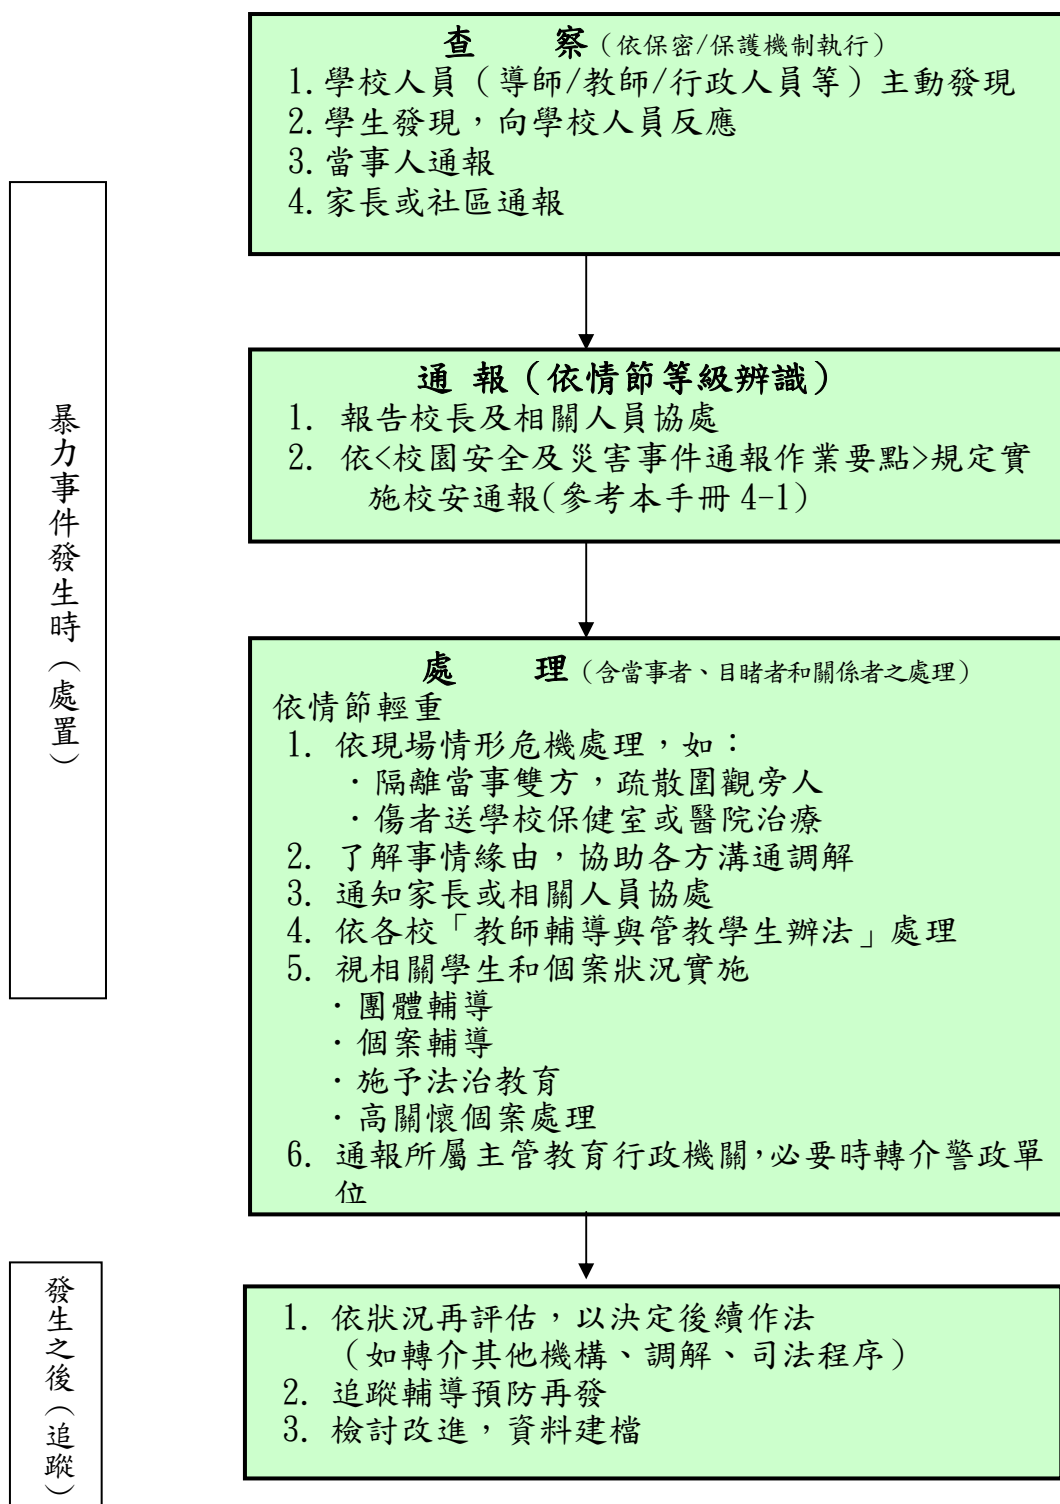 查 察（依保密/保護機制執行）
1.學校人員（導師/教師/行政人員等）主動發現
2.學生發現，向學校人員反應
3.當事人通報
4.家長或社區通報
暴力事件發生時（處置）
通 報（依情節等級辨識）
1. 報告校長及相關人員協處
2. 依<校園安全及災害事件通報作業要點>規定實
施校安通報(參考本手冊 4-1)
處 理（含當事者、目睹者和關係者之處理）
依情節輕重
1. 依現場情形危機處理，如：
‧隔離當事雙方，疏散圍觀旁人
‧傷者送學校保健室或醫院治療
2. 了解事情緣由，協助各方溝通調解
3. 通知家長或相關人員協處
4. 依各校「教師輔導與管教學生辦法」處理
5. 視相關學生和個案狀況實施
‧團體輔導
‧個案輔導
‧施予法治教育
‧高關懷個案處理
6. 通報所屬主管教育行政機關，必要時轉介警政單
位
發生之後（追蹤）
1. 依狀況再評估，以決定後續作法
（如轉介其他機構、調解、司法程序）
2. 追蹤輔導預防再發
3. 檢討改進，資料建檔